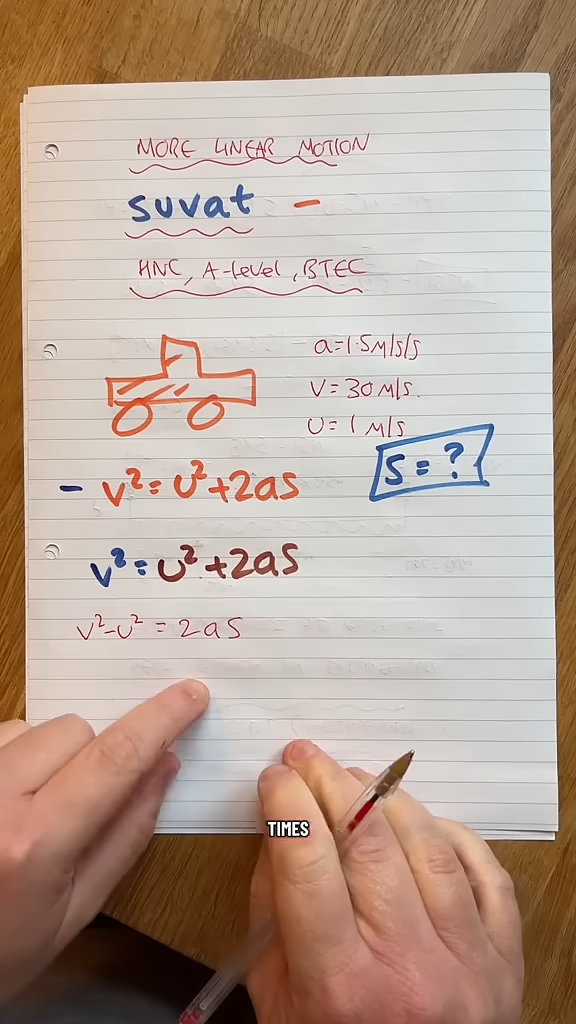 MORE LINEAR MOTION
suvat -
HNC, A-level, BTEC
a=1.5m/s/s
V=30m/s.
U=1m/s
S=?
- v²=u²+2as
v²=u²+2as
v²-u²=2as
TIMES